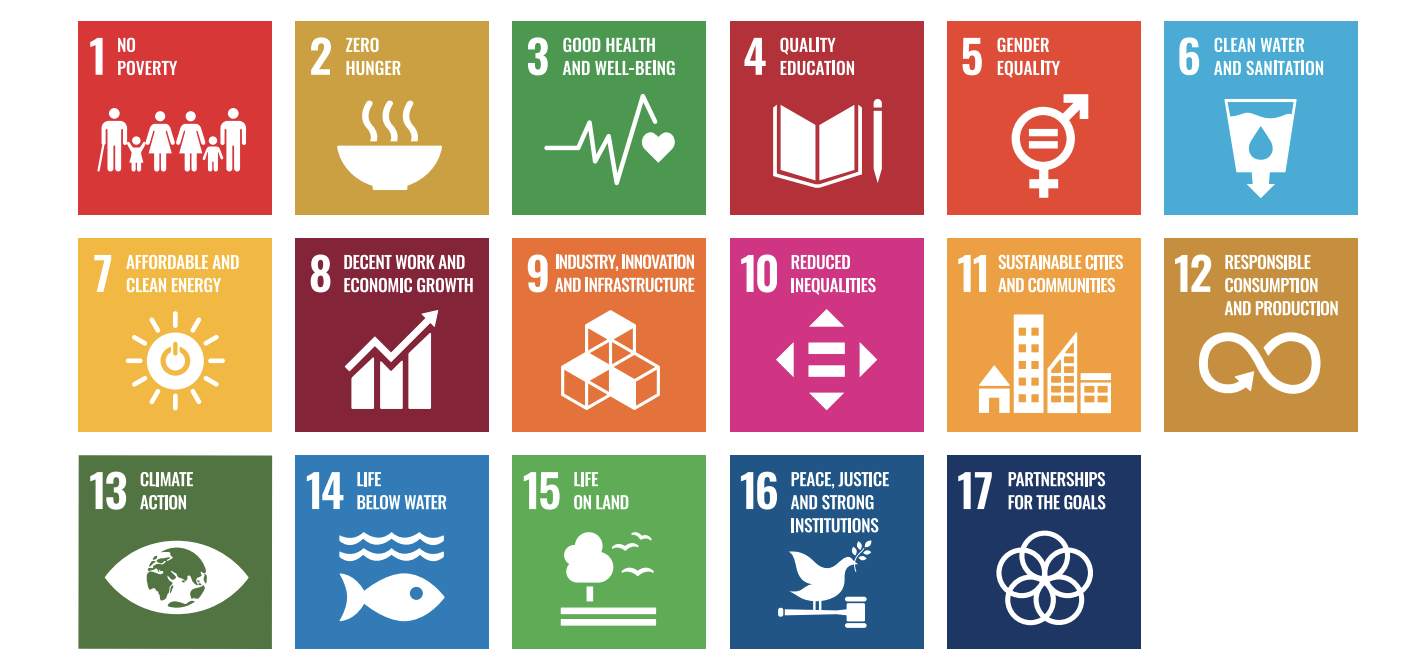 1 NO
POVERTY
2 ZERO
HUNGER
3 GOOD HEALTH
AND WELL-BEING
4 QUALITY
EDUCATION
5 GENDER
EQUALITY
6 CLEAN WATER
AND SANITATION
7 AFFORDABLE AND
CLEAN ENERGY
8 DECENT WORK AND
ECONOMIC GROWTH
9 INDUSTRY, INNOVATION
AND INFRASTRUCTURE
10 REDUCED
INEQUALITIES
11 SUSTAINABLE CITIES
AND COMMUNITIES
12 RESPONSIBLE
CONSUMPTION
AND PRODUCTION
13 CLIMATE
ACTION
14 LIFE
BELOW WATER
15 LIFE
ON LAND
16 PEACE, JUSTICE
AND STRONG
INSTITUTIONS
17 PARTNERSHIPS
FOR THE GOALS